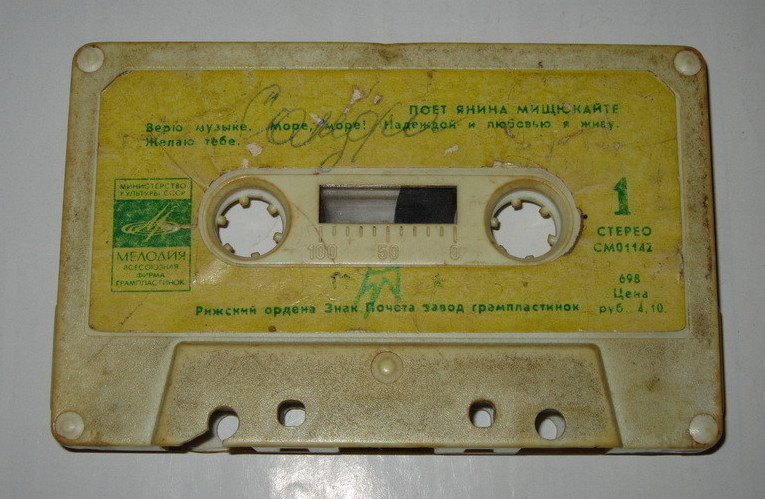 ПОЕТ ЯНИНА МИЩЮКАЙТЕ
Верю музыке. Море, море! Надеждой и любовью я живу.
Желаю тебе.
МИНИСТЕРСТВО
КУЛЬТУРЫ СССР
МЕЛОДИЯ
ВСЕСОЮЗНАЯ
ФИРМА
ГРАМПЛАСТИНОК
1
СТЕРЕО
СМ01142
100 50 0
698
Цена
руб. 4.10.
Рижский ордена Знак Почета завод грампластинок